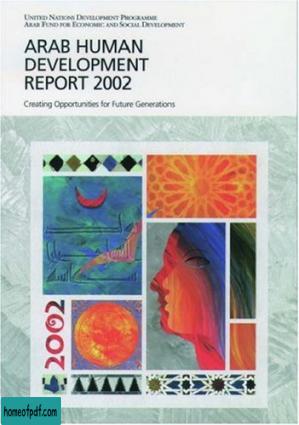 UNITED NATIONS DEVELOPMENT PROGRAMME
ARAB FUND FOR ECONOMIC AND SOCIAL DEVELOPMENT
ARAB HUMAN
DEVELOPMENT
REPORT 2002
Creating Opportunities for Future Generations
2002
homeofpdf.com